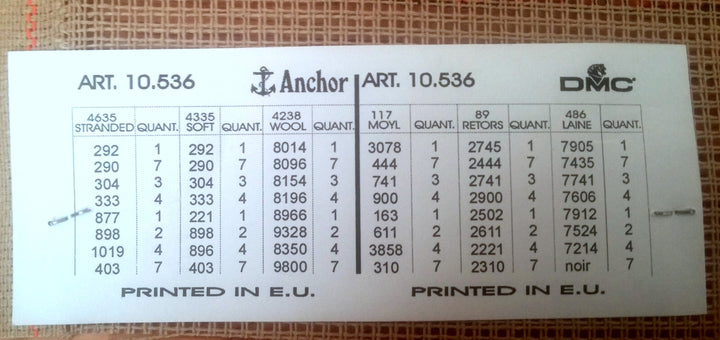 ART. 10.536 Anchor ART. 10.536 DMC
4635 4335 4238 117 89 486
STRANDED QUANT. SOFT QUANT. WOOL QUANT. MOYL QUANT. RETORS QUANT. LAINE QUANT.
292 1 292 1 8014 1 3078 1 2745 1 7905 1
290 7 290 7 8096 7 444 7 2444 7 7435 7
304 3 304 3 8154 3 741 3 2741 3 7741 3
333 4 333 4 8196 4 900 4 2900 4 7606 4
877 1 221 1 8966 1 163 1 2502 1 7912 1
898 2 898 2 9328 2 611 2 2611 2 7524 2
1019 4 896 4 8350 4 3858 4 2221 4 7214 4
403 7 403 7 9800 7 310 7 2310 7 noir 7
PRINTED IN E.U. PRINTED IN E.U.